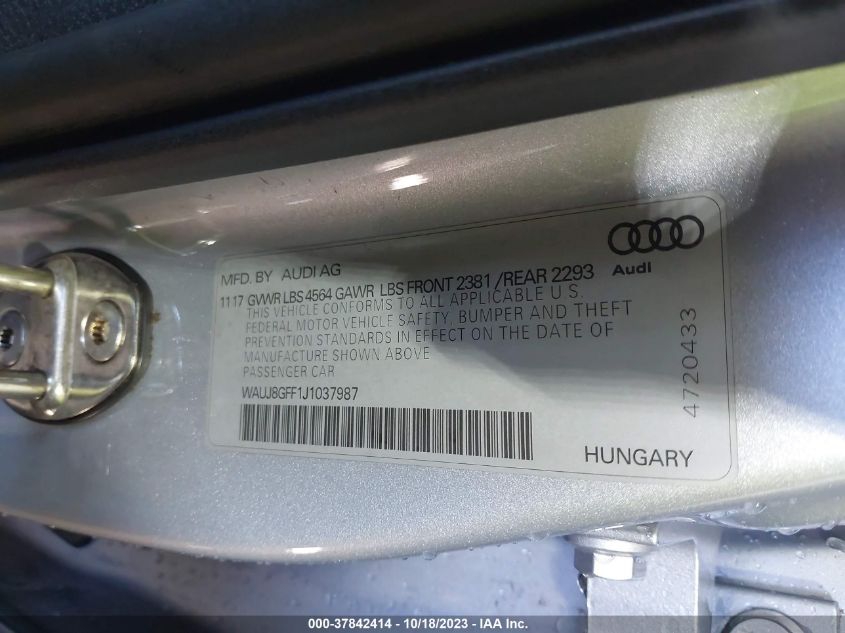 MFD. BY AUDI AG
11 17 GVWR LBS 4564 GAWR LBS FRONT 2381 / REAR 2293
THIS VEHICLE CONFORMS TO ALL APPLICABLE U.S.
FEDERAL MOTOR VEHICLE SAFETY, BUMPER AND THEFT
PREVENTION STANDARDS IN EFFECT ON THE DATE OF
MANUFACTURE SHOWN ABOVE
PASSENGER CAR
WAUJ8GFF1J1037987
Audi
4720433
HUNGARY
000-37842414 - 10/18/2023 - IAA Inc.